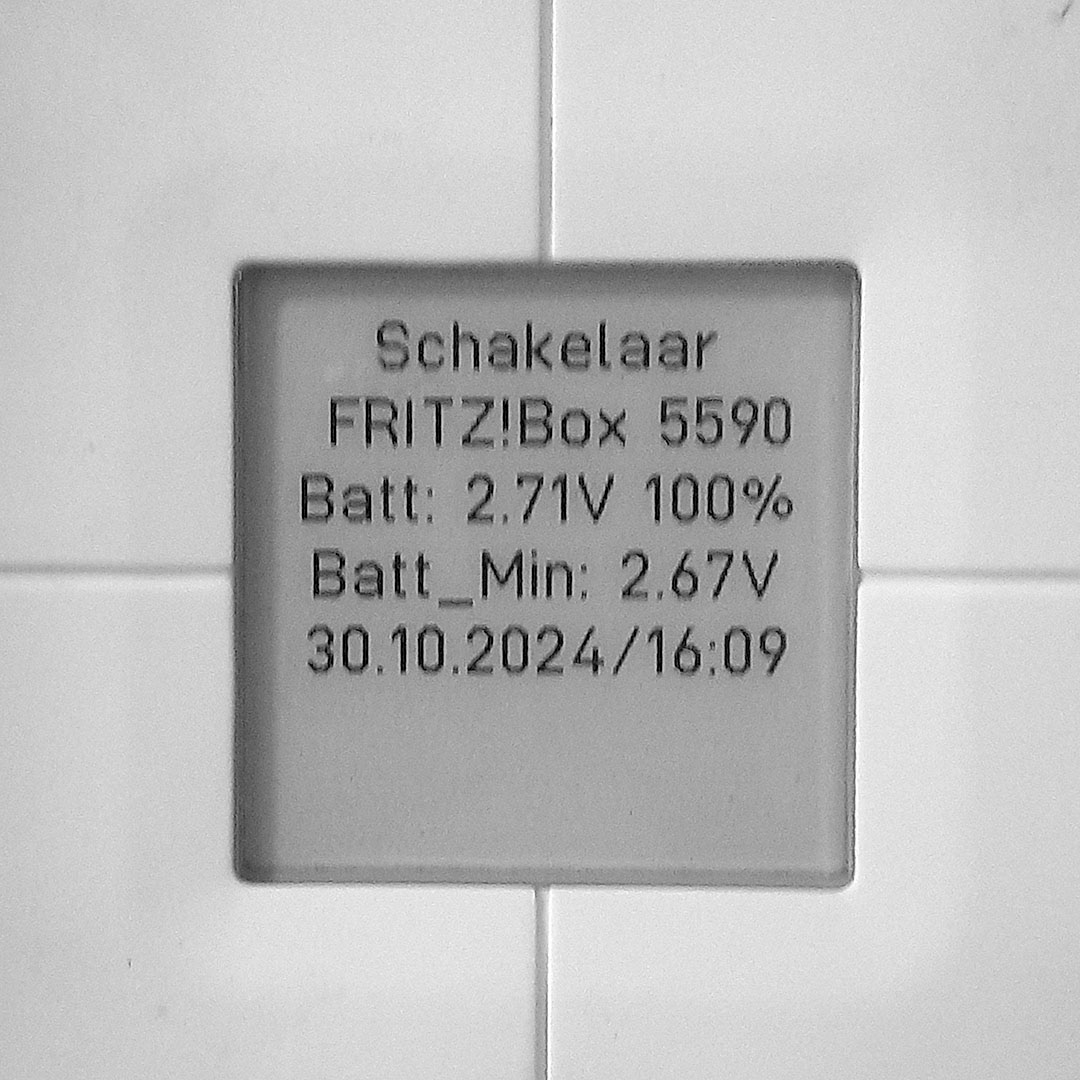 Schakelaar
FRITZ!Box 5590
Batt: 2.71V 100%
Batt_Min: 2.67V
30.10.2024/16:09